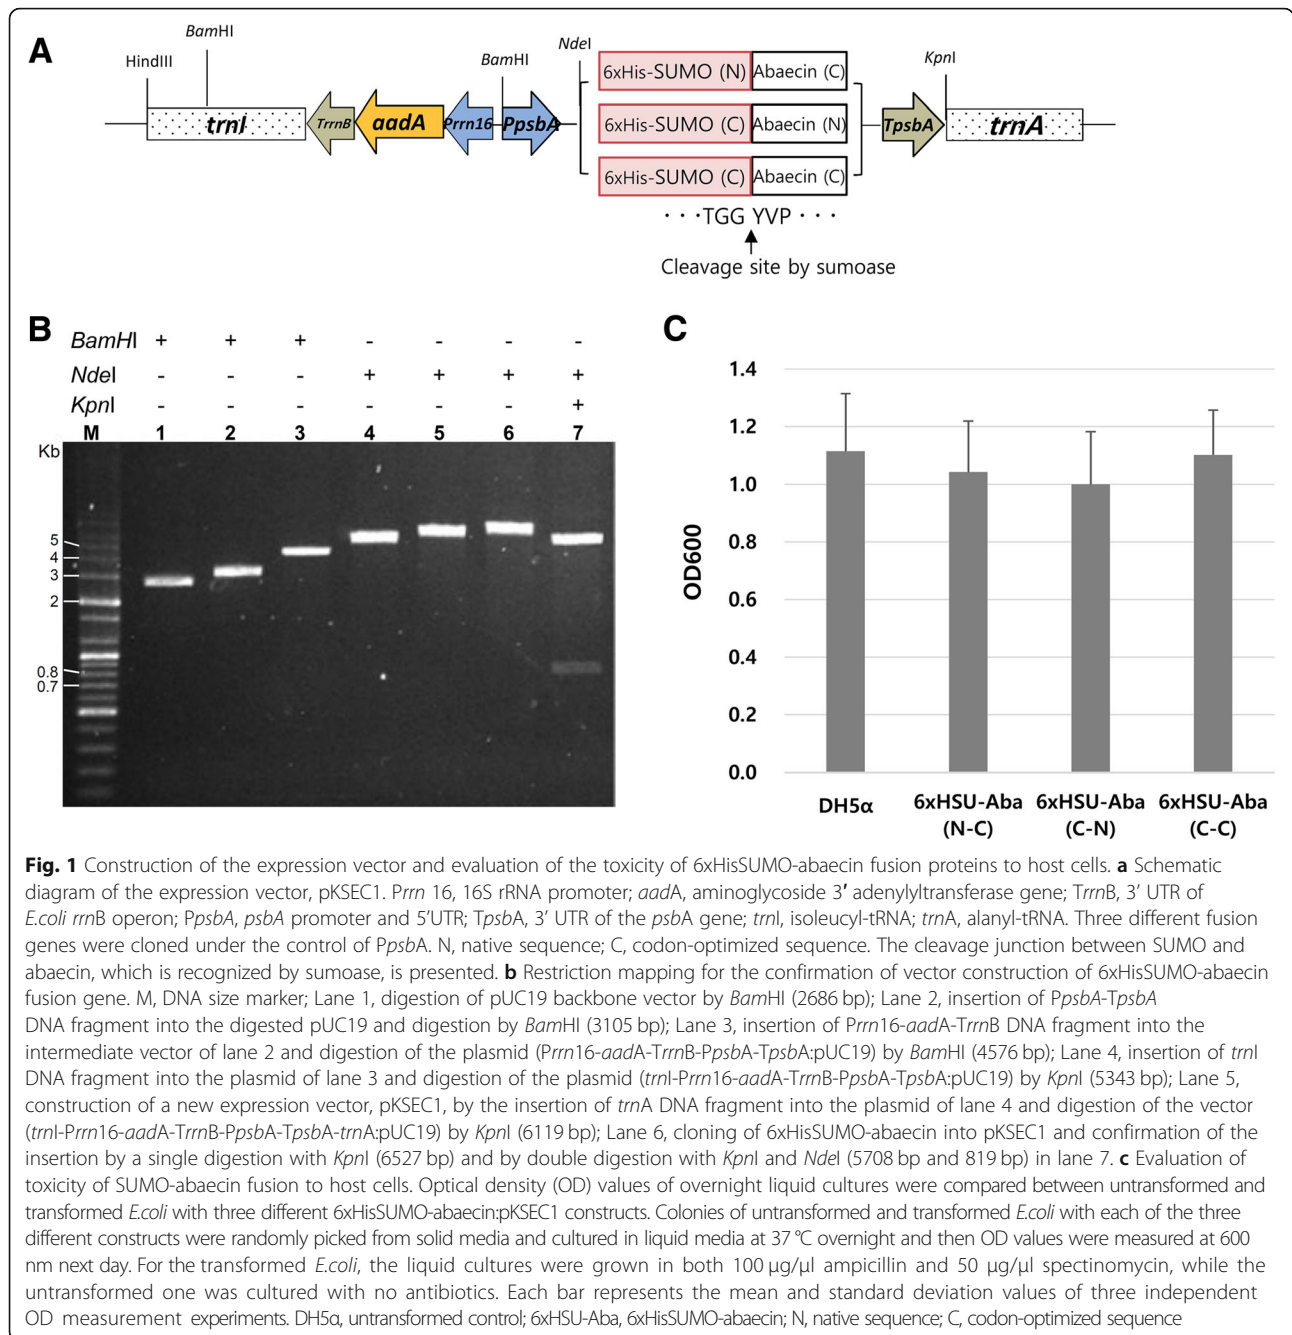 A
HindIII
BamHI
BamHI
NdeI
KpnI
trnI
TrrnB
aadA
Prrn16
PpsbA
6xHis-SUMO (N) Abaecin (C)
6xHis-SUMO (C) Abaecin (N)
6xHis-SUMO (C) Abaecin (C)
TpsbA
trnA
· · ·TGG YVP · · ·
Cleavage site by sumoase
B
BamHI + + + - - - -
NdeI - - - + + + +
KpnI - - - - - - +
M 1 2 3 4 5 6 7
Kb
5
4
3
2
0.8
0.7
C
OD600
1.4
1.2
1.0
0.8
0.6
0.4
0.2
0.0
DH5α 6xHSU-Aba 6xHSU-Aba 6xHSU-Aba
(N-C) (C-N) (C-C)
Fig. 1 Construction of the expression vector and evaluation of the toxicity of 6xHisSUMO-abaecin fusion proteins to host cells. a Schematic
diagram of the expression vector, pKSEC1. Prrn 16, 16S rRNA promoter; aadA, aminoglycoside 3′ adenylyltransferase gene; TrrnB, 3’ UTR of
E.coli rrnB operon; PpsbA, psbA promoter and 5’UTR; TpsbA, 3’ UTR of the psbA gene; trnI, isoleucyl-tRNA; trnA, alanyl-tRNA. Three different fusion
genes were cloned under the control of PpsbA. N, native sequence; C, codon-optimized sequence. The cleavage junction between SUMO and
abaecin, which is recognized by sumoase, is presented. b Restriction mapping for the confirmation of vector construction of 6xHisSUMO-abaecin
fusion gene. M, DNA size marker; Lane 1, digestion of pUC19 backbone vector by BamHI (2686 bp); Lane 2, insertion of PpsbA-TpsbA
DNA fragment into the digested pUC19 and digestion by BamHI (3105 bp); Lane 3, insertion of Prrn16-aadA-TrrnB DNA fragment into the
intermediate vector of lane 2 and digestion of the plasmid (Prrn16-aadA-TrrnB-PpsbA-TpsbA:pUC19) by BamHI (4576 bp); Lane 4, insertion of trnI
DNA fragment into the plasmid of lane 3 and digestion of the plasmid (trnI-Prrn16-aadA-TrrnB-PpsbA-TpsbA:pUC19) by KpnI (5343 bp); Lane 5,
construction of a new expression vector, pKSEC1, by the insertion of trnA DNA fragment into the plasmid of lane 4 and digestion of the vector
(trnI-Prrn16-aadA-TrrnB-PpsbA-TpsbA-trnA:pUC19) by KpnI (6119 bp); Lane 6, cloning of 6xHisSUMO-abaecin into pKSEC1 and confirmation of the
insertion by a single digestion with KpnI (6527 bp) and by double digestion with KpnI and NdeI (5708 bp and 819 bp) in lane 7. c Evaluation of
toxicity of SUMO-abaecin fusion to host cells. Optical density (OD) values of overnight liquid cultures were compared between untransformed and
transformed E.coli with three different 6xHisSUMO-abaecin:pKSEC1 constructs. Colonies of untransformed and transformed E.coli with each of the three
different constructs were randomly picked from solid media and cultured in liquid media at 37 °C overnight and then OD values were measured at 600
nm next day. For the transformed E.coli, the liquid cultures were grown in both 100 μg/μl ampicillin and 50 μg/μl spectinomycin, while the
untransformed one was cultured with no antibiotics. Each bar represents the mean and standard deviation values of three independent
OD measurement experiments. DH5α, untransformed control; 6xHSU-Aba, 6xHisSUMO-abaecin; N, native sequence; C, codon-optimized sequence